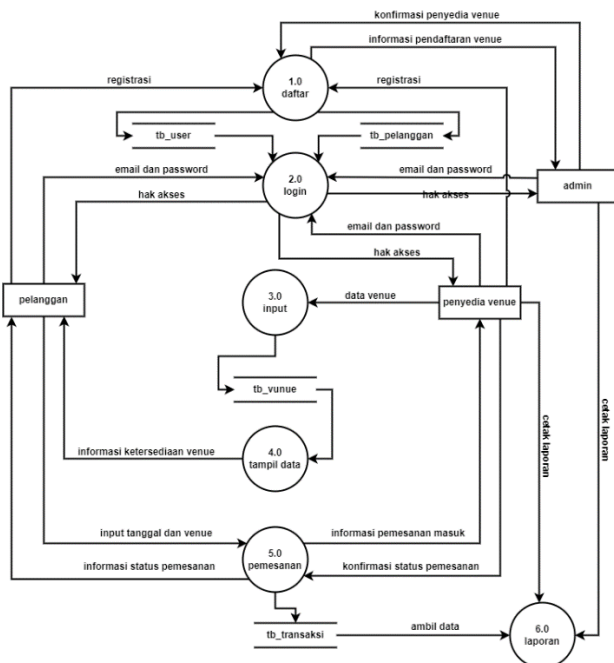 konfirmasi penyedia venue
informasi pendaftaran venue
registrasi
1.0
daftar
registrasi
tb_user
tb_pelanggan
email dan password
2.0
login
email dan password
admin
hak akses
hak akses
email dan password
hak akses
pelanggan
3.0
input
data venue
penyedia venue
tb_vunue
cetak laporan
cetak laporan
informasi ketersediaan venue
4.0
tampil data
input tanggal dan venue
5.0
pemesanan
informasi pemesanan masuk
informasi status pemesanan
konfirmasi status pemesanan
tb_transaksi
ambil data
6.0
laporan